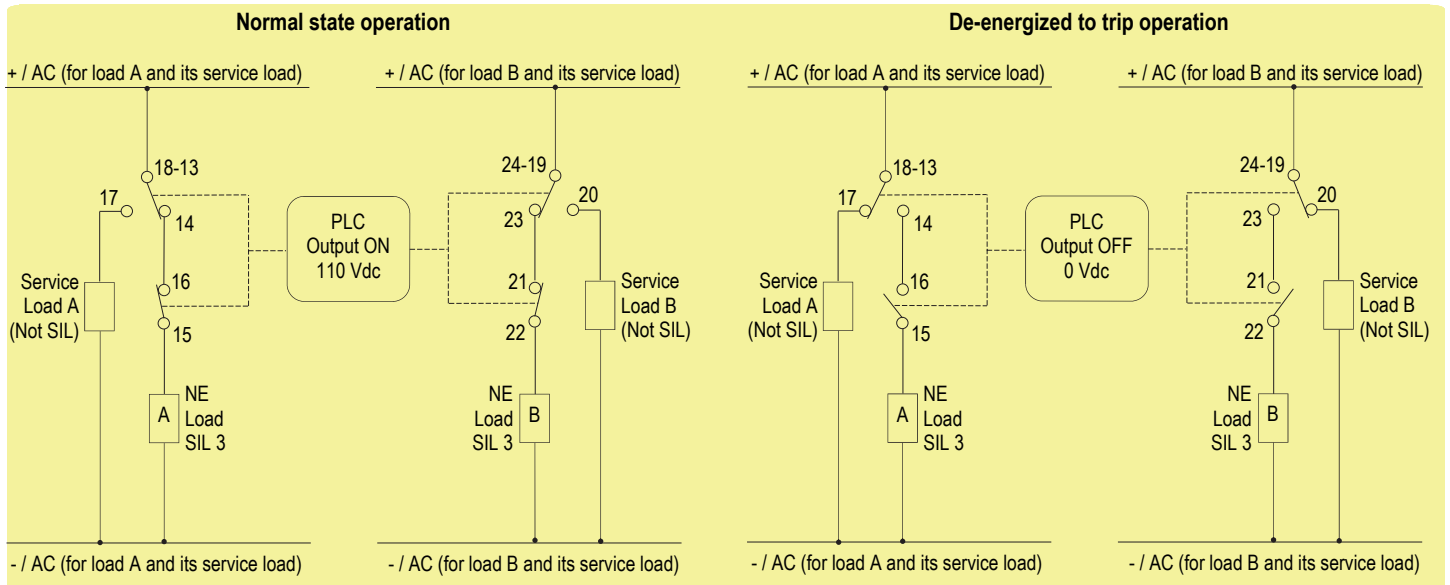 Normal state operation
+ / AC (for load A and its service load)
+ / AC (for load B and its service load)
18-13
24-19
17
14
23
20
PLC
Output ON
110 Vdc
16
21
Service
Load A
(Not SIL)
Service
Load B
(Not SIL)
15
22
A
NE
Load
SIL 3
NE
Load
SIL 3
B
- / AC (for load A and its service load)
- / AC (for load B and its service load)
De-energized to trip operation
+ / AC (for load A and its service load)
+ / AC (for load B and its service load)
18-13
24-19
17
14
23
20
PLC
Output OFF
0 Vdc
16
21
Service
Load A
(Not SIL)
Service
Load B
(Not SIL)
15
22
A
NE
Load
SIL 3
NE
Load
SIL 3
B
- / AC (for load A and its service load)
- / AC (for load B and its service load)